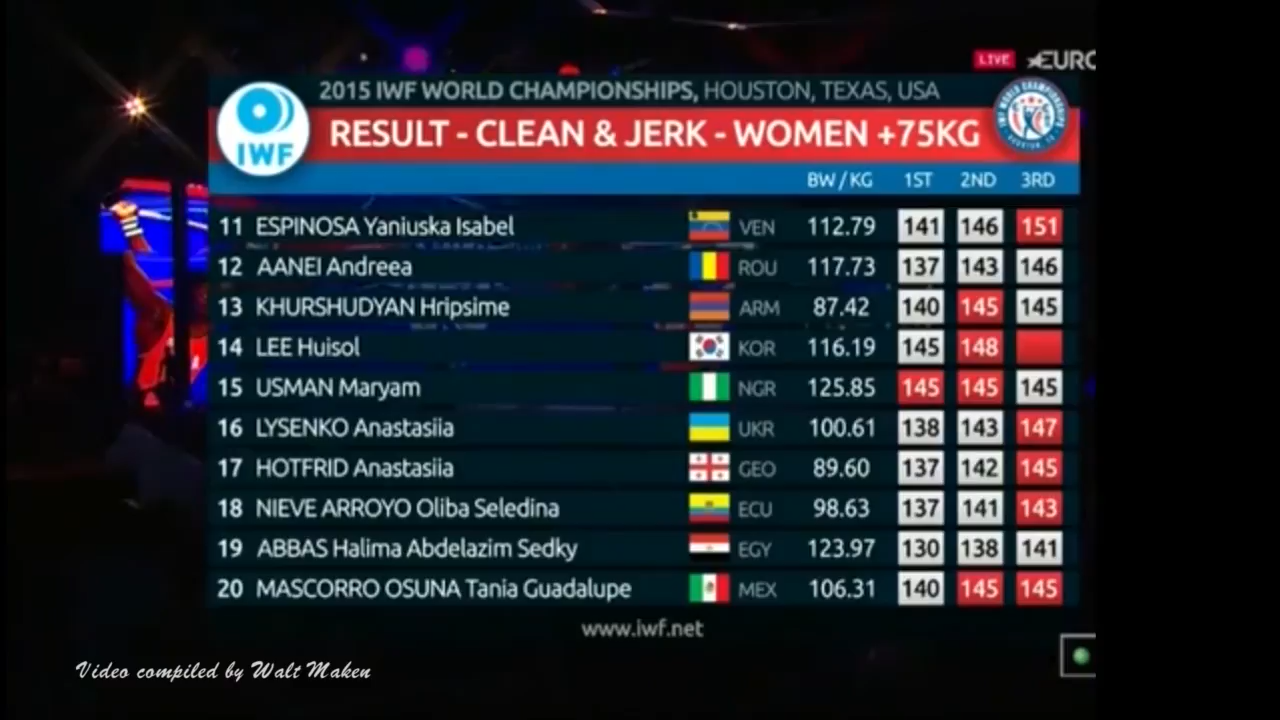 LIVE EURO
2015 IWF WORLD CHAMPIONSHIPS, HOUSTON, TEXAS, USA
IWF
RESULT - CLEAN & JERK - WOMEN +75KG
BW / KG 1ST 2ND 3RD
11 ESPINOSA Yaniuska Isabel VEN 112.79 141 146 151
12 AANEI Andreea ROU 117.73 137 143 146
13 KHURSHUDYAN Hripsime ARM 87.42 140 145 145
14 LEE Huisol KOR 116.19 145 148
15 USMAN Maryam NGR 125.85 145 145 145
16 LYSENKO Anastasiia UKR 100.61 138 143 147
17 HOTFRID Anastasiia GEO 89.60 137 142 145
18 NIEVE ARROYO Oliba Seledina ECU 98.63 137 141 143
19 ABBAS Halima Abdelazim Sedky EGY 123.97 130 138 141
20 MASCORRO OSUNA Tania Guadalupe MEX 106.31 140 145 145
www.iwf.net
Video compiled by Walt Maken